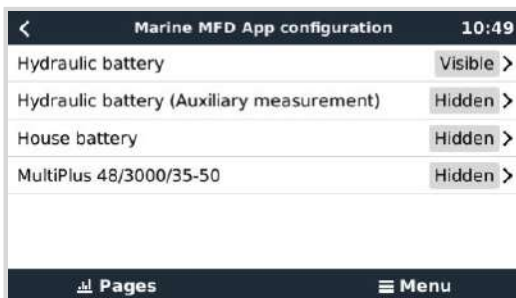 Marine MFD App configuration 10:49
Hydraulic battery Visible
Hydraulic battery (Auxiliary measurement) Hidden
House battery Hidden
MultiPlus 48/3000/35-50 Hidden
Pages Menu